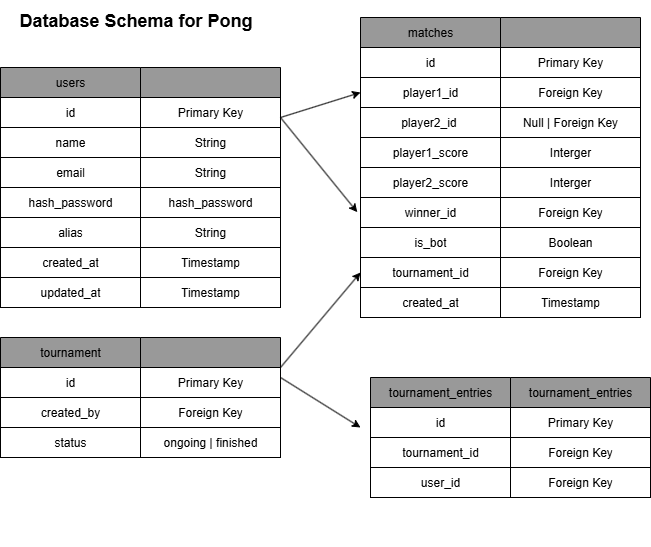 Database Schema for Pong
users
id Primary Key
name String
email String
hash_password hash_password
alias String
created_at Timestamp
updated_at Timestamp
matches
id Primary Key
player1_id Foreign Key
player2_id Null | Foreign Key
player1_score Interger
player2_score Interger
winner_id Foreign Key
is_bot Boolean
tournament_id Foreign Key
created_at Timestamp
tournament
id Primary Key
created_by Foreign Key
status ongoing | finished
tournament_entries tournament_entries
id Primary Key
tournament_id Foreign Key
user_id Foreign Key